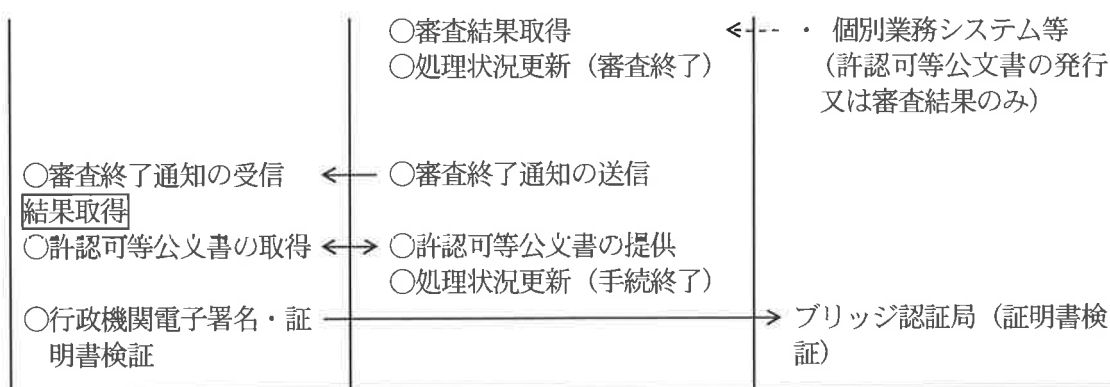 ○審査結果取得 ・ 個別業務システム等
○処理状況更新（審査終了） （許認可等公文書の発行
又は審査結果のみ）
○審査終了通知の受信 ○審査終了通知の送信
結果取得
○許認可等公文書の取得 ○許認可等公文書の提供
○処理状況更新（手続終了）
○行政機関電子署名・証 ブリッジ認証局（証明書検
明書検証 証）